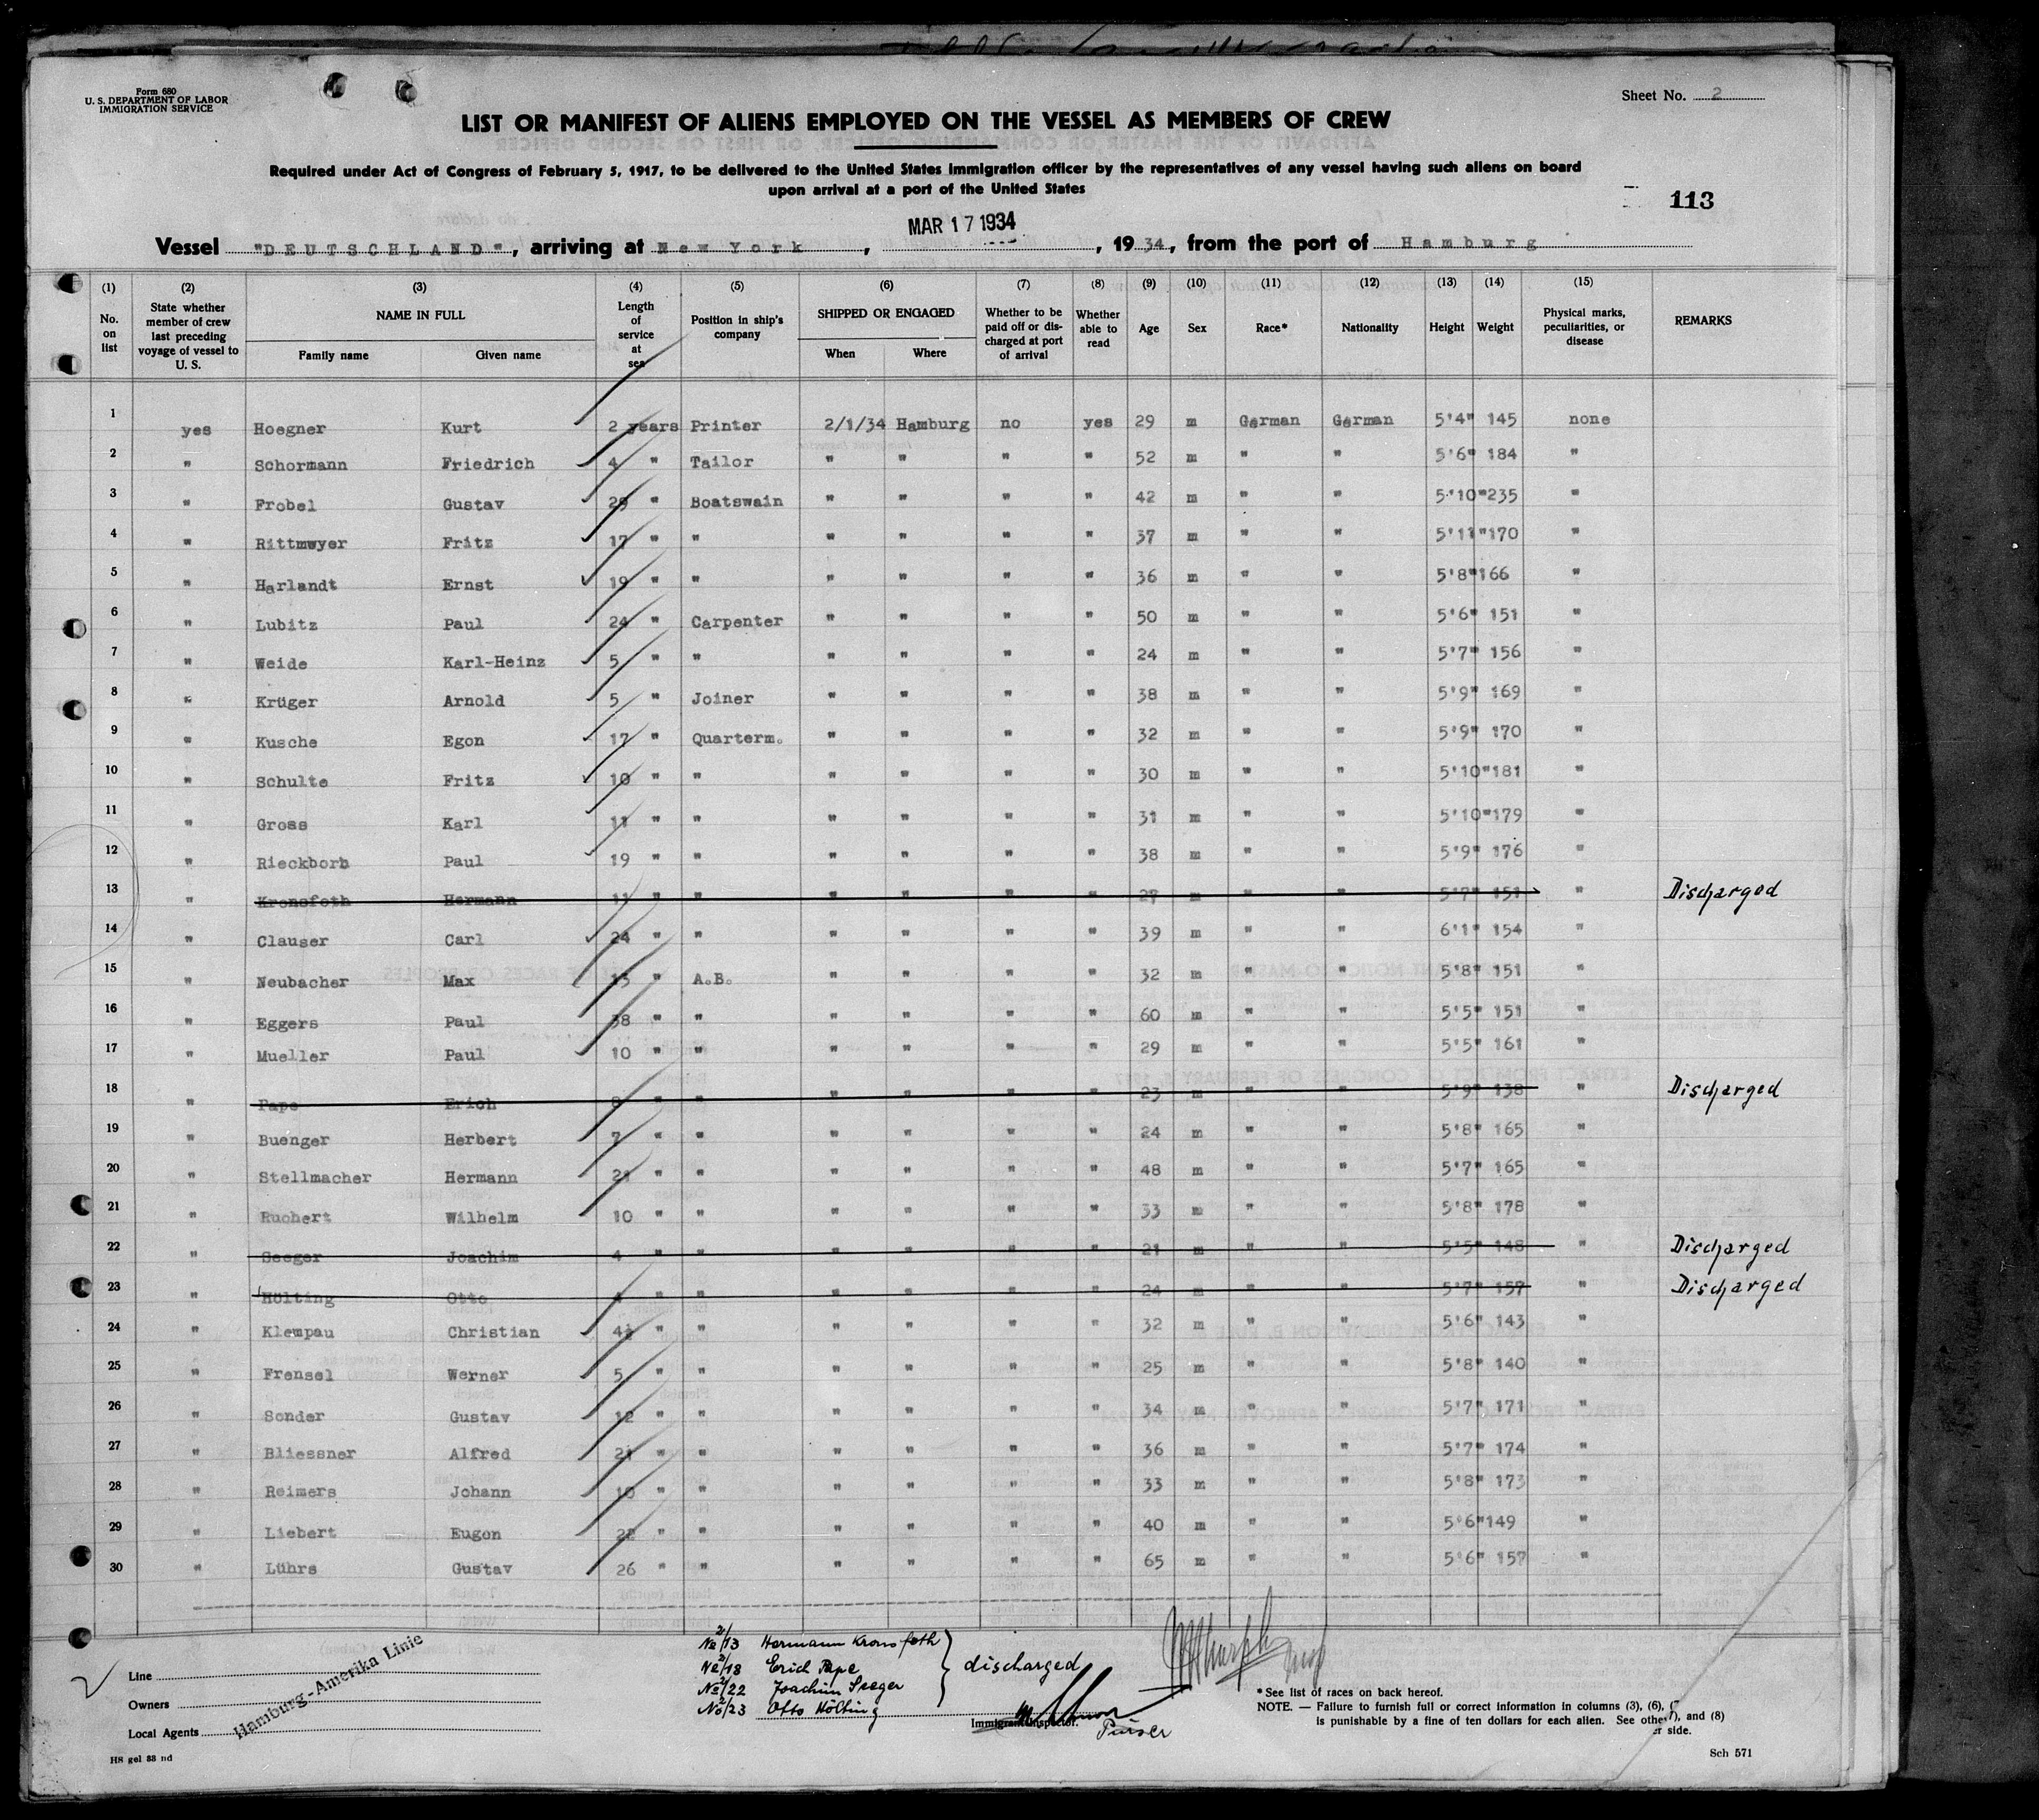 Form 680
U. S. DEPARTMENT OF LABOR
IMMIGRATION SERVICE
Sheet No. 2
LIST OR MANIFEST OF ALIENS EMPLOYED ON THE VESSEL AS MEMBERS OF CREW
Required under Act of Congress of February 5, 1917, to be delivered to the United States immigration officer by the representatives of any vessel having such aliens on board
upon arrival at a port of the United States
113
MAR 17 1934
Vessel "DEUTSCHLAND", arriving at New York, , 1934, from the port of Hamburg
(1) No. on list (2) State whether member of crew last preceding voyage of vessel to U. S. (3) NAME IN FULL Family name Given name (4) Length of service at sea (5) Position in ship's company (6) SHIPPED OR ENGAGED When Where (7) Whether to be paid off or discharged at port of arrival (8) Whether able to read (9) Age (10) Sex (11) Race* (12) Nationality (13) Height (14) Weight (15) Physical marks, peculiarities, or disease REMARKS
1 yes Hoegner Kurt 2 years Printer 2/1/34 Hamburg no yes 29 m German German 5'4" 145 none
2 " Schormann Friedrich 4 " Tailor " " " " 52 m " " 5'6" 184 "
3 " Frobel Gustav 29 " Boatswain " " " " 42 m " " 5'10" 235 "
4 " Rittmwyer Fritz 17 " " " " " " 37 m " " 5'11" 170 "
5 " Harlandt Ernst 19 " " " " " " 36 m " " 5'8" 166 "
6 " Lubitz Paul 24 " Carpenter " " " " 50 m " " 5'6" 151 "
7 " Weide Karl-Heinz 5 " " " " " " 24 m " " 5'7" 156 "
8 " Krüger Arnold 5 " Joiner " " " " 38 m " " 5'9" 169 "
9 " Kusche Egon 17 " Quarterm. " " " " 32 m " " 5'9" 170 "
10 " Schulte Fritz 10 " " " " " " 30 m " " 5'10" 181 "
11 " Gross Karl 11 " " " " " " 31 m " " 5'10" 179 "
12 " Rieckborb Paul 19 " " " " " " 38 m " " 5'9" 176 "
13 " Kronsfoth Hermann 11 " " " " " " 27 m " " 5'7" 151 " Discharged
14 " Clauser Carl 24 " " " " " " 39 m " " 6'1" 154 "
15 " Neubacher Max 15 " A.B. " " " " 32 m " " 5'8" 151 "
16 " Eggers Paul 38 " " " " " " 60 m " " 5'5" 151 "
17 " Mueller Paul 10 " " " " " " 29 m " " 5'5" 161 "
18 " Pape Erich " " " " " " 23 m " " 5'9" 138 " Discharged
19 " Buenger Herbert 7 " " " " " " 24 m " " 5'8" 165 "
20 " Stellmacher Hermann 21 " " " " " " 48 m " " 5'7" 165 "
21 " Ruchert Wilhelm 10 " " " " " " 33 m " " 5'8" 178 "
22 " Seeger Joachim 4 " " " " " " 21 m " " 5'5" 148 " Discharged
23 " Hölting Otto 4 " " " " " " 24 m " " 5'7" 157 " Discharged
24 " Klempau Christian 4½ " " " " " " 32 m " " 5'6" 143 "
25 " Frensel Werner 5 " " " " " " 25 m " " 5'8" 140 "
26 " Sonder Gustav 12 " " " " " " 34 m " " 5'7" 171 "
27 " Bliessner Alfred 21 " " " " " " 36 m " " 5'7" 174 "
28 " Reimers Johann 10 " " " " " " 33 m " " 5'8" 173 "
29 " Liebert Eugen 22 " " " " " " 40 m " " 5'6" 149 "
30 " Lührs Gustav 26 " " " " " " 65 m " " 5'6" 157 "
No 2/13 Hermann Kronsfoth
No 2/18 Erich Pape
No 2/22 Joachim Seeger
No 2/23 Otto Hölting
discharged
Line
Owners
Local Agents
Hamburg-Amerika Linie
Immigrant Inspector.
Purser
*See list of races on back hereof.
NOTE. — Failure to furnish full or correct information in columns (3), (6), (7), and (8)
is punishable by a fine of ten dollars for each alien. See other side.
HS gel 88 nd
Sch 571